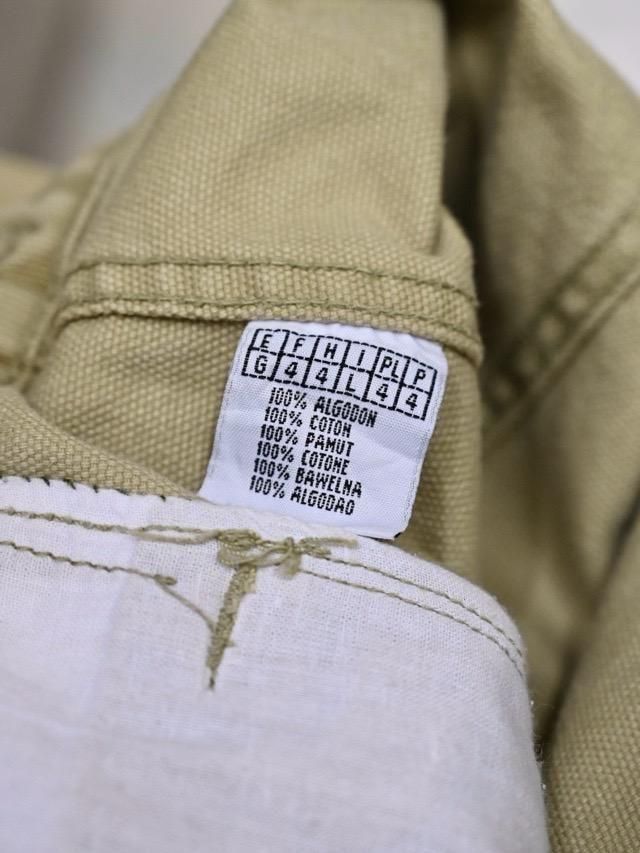 E F H I PL P
G 4 4 L 4 4
100% ALGODON
100% COTON
100% PAMUT
100% COTONE
100% BAWELNA
100% ALGODAO